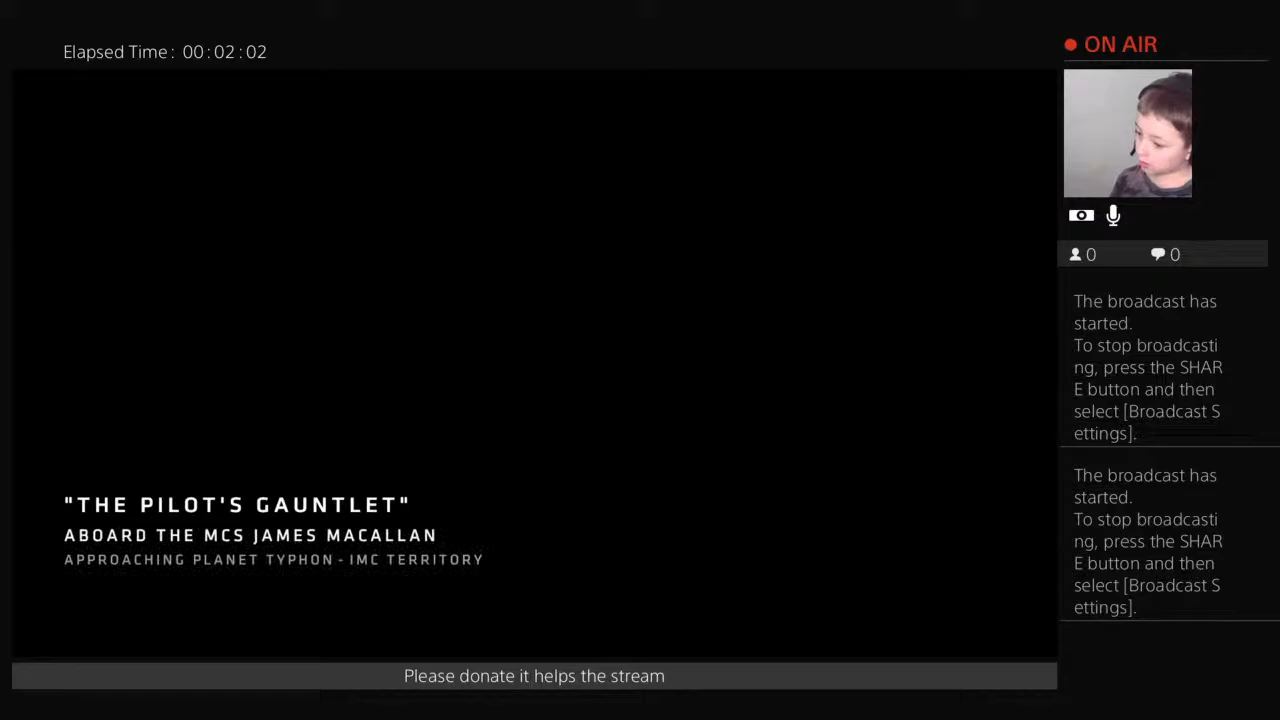 Elapsed Time: 00:02:02
ON AIR
0
0
The broadcast has
started.
To stop broadcasti
ng, press the SHAR
E button and then
select [Broadcast S
ettings].
The broadcast has
started.
To stop broadcasti
ng, press the SHAR
E button and then
select [Broadcast S
ettings].
"THE PILOT'S GAUNTLET"
ABOARD THE MCS JAMES MACALLAN
APPROACHING PLANET TYPHON - IMC TERRITORY
Please donate it helps the stream